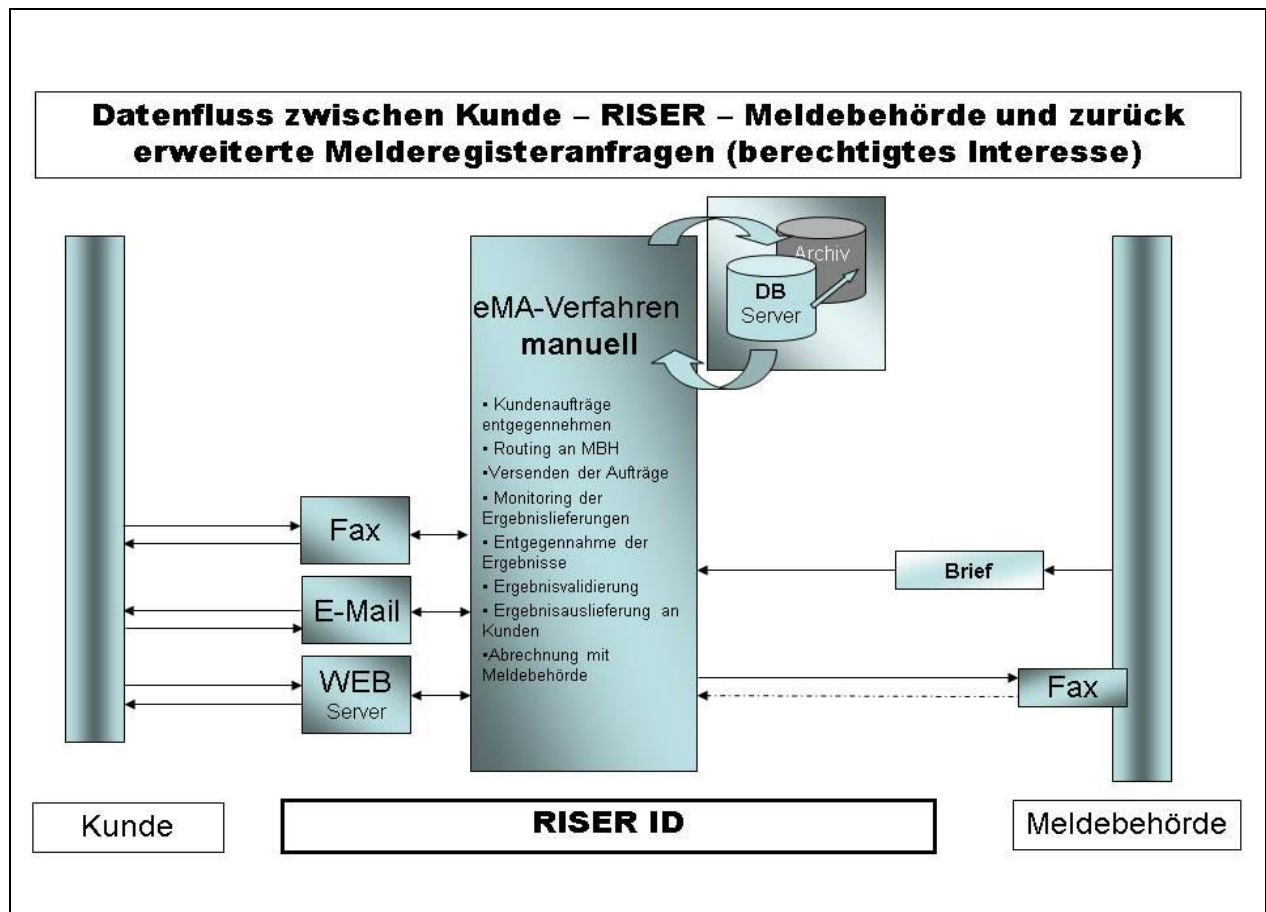 Datenfluss zwischen Kunde – RISER – Meldebehörde und zurück
erweiterte Melderegisteranfragen (berechtigtes Interesse)
Archiv
DB
Server
eMA-Verfahren
manuell
▪ Kundenaufträge
entgegennehmen
▪ Routing an MBH
▪Versenden der Aufträge
▪ Monitoring der
Ergebnislieferungen
▪ Entgegennahme der
Ergebnisse
▪ Ergebnisvalidierung
▪ Ergebnisauslieferung an
Kunden
▪Abrechnung mit
Meldebehörde
Fax
E-Mail
WEB
Server
Brief
Fax
Kunde
RISER ID
Meldebehörde